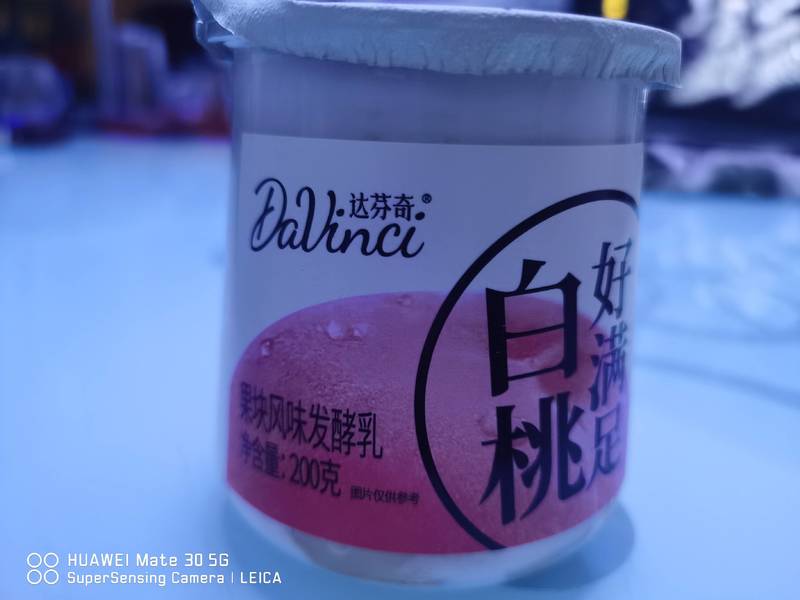 达芬奇®
DaVinci
白桃
好满足
果块风味发酵乳
净含量:200克
图片仅供参考
HUAWEI Mate 30 5G
SuperSensing Camera | LEICA